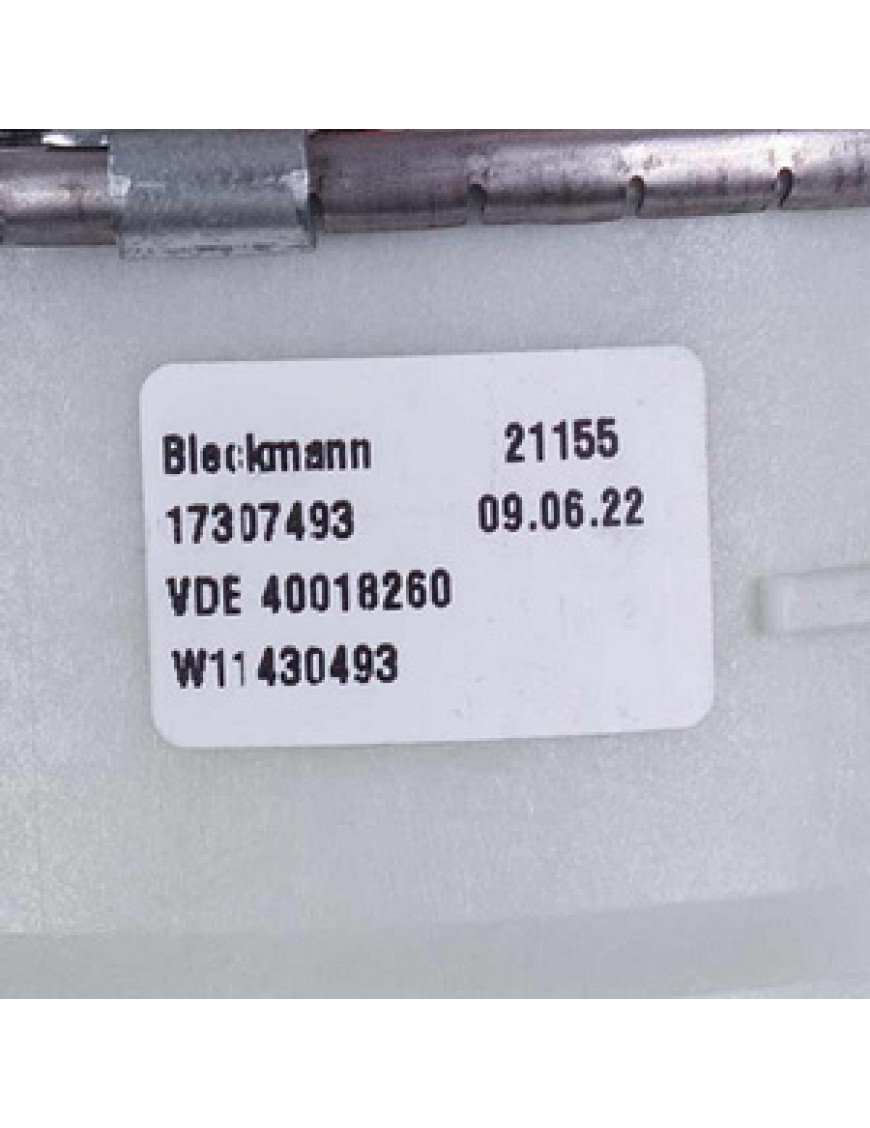 Bleckmann 21155
17307493 09.06.22
VDE 40018260
W11430493